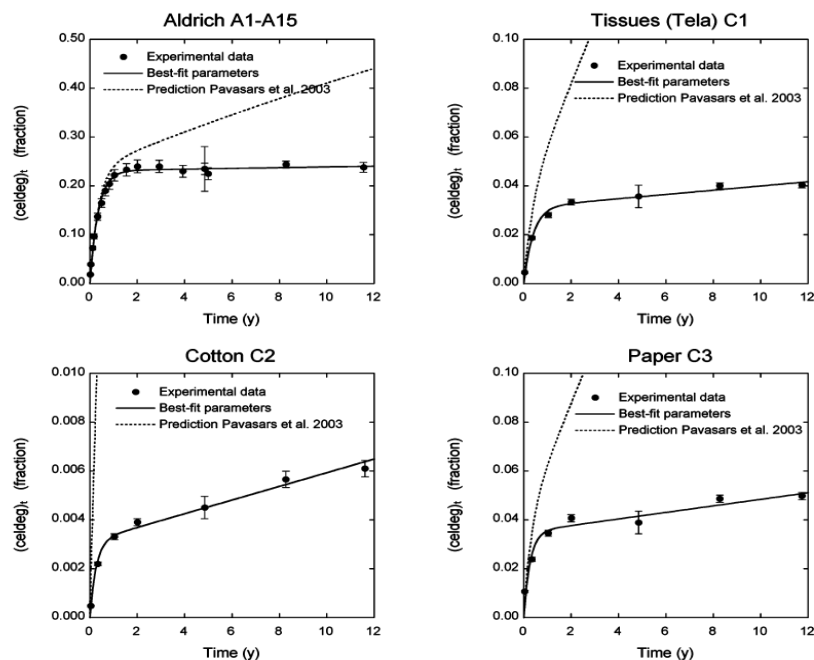 Aldrich A1-A15
0.50
0.40
0.30
0.20
0.10
0.00
(celdeg)t (fraction)
Experimental data
Best-fit parameters
Prediction Pavasars et al. 2003
0 2 4 6 8 10 12
Time (y)
Tissues (Tela) C1
0.10
0.08
0.06
0.04
0.02
0.00
(celdeg)t (fraction)
Experimental data
Best-fit parameters
Prediction Pavasars et al. 2003
0 2 4 6 8 10 12
Time (y)
Cotton C2
0.010
0.008
0.006
0.004
0.002
0.000
(celdeg)t (fraction)
Experimental data
Best-fit parameters
Prediction Pavasars et al. 2003
0 2 4 6 8 10 12
Time (y)
Paper C3
0.10
0.08
0.06
0.04
0.02
0.00
(celdeg)t (fraction)
Experimental data
Best-fit parameters
Prediction Pavasars et al. 2003
0 2 4 6 8 10 12
Time (y)